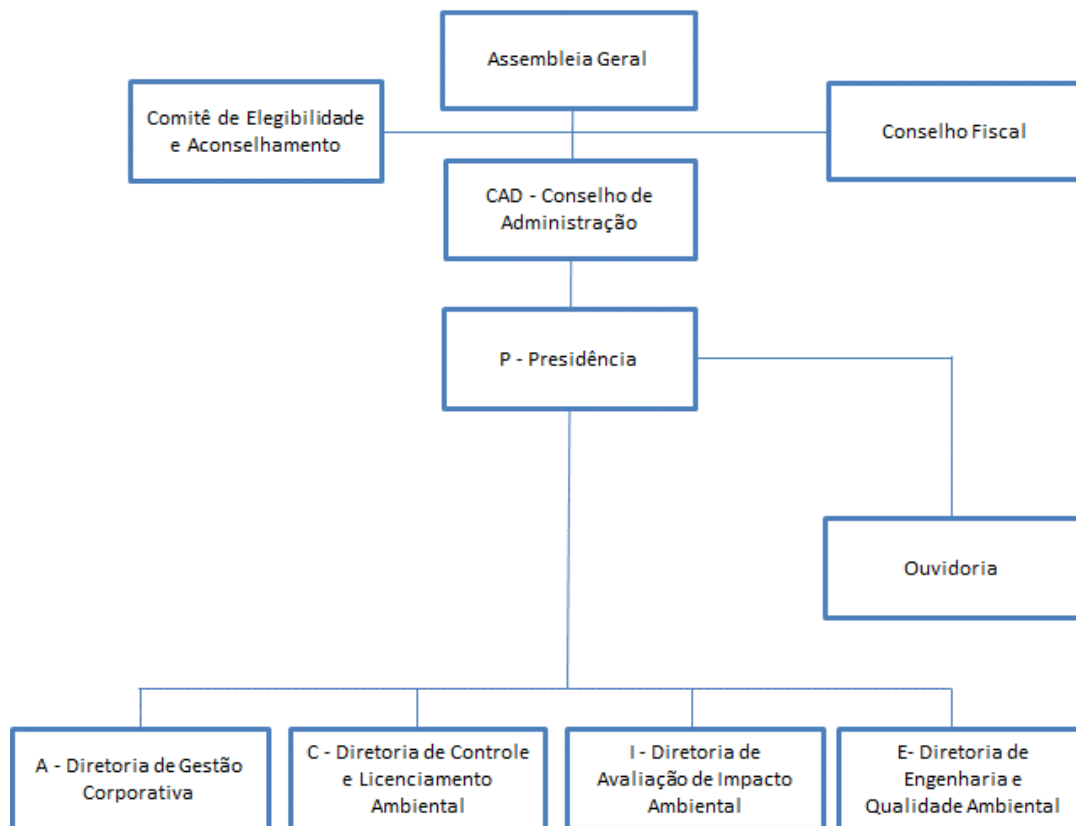 Assembleia Geral
Comitê de Elegibilidade
e Aconselhamento
Conselho Fiscal
CAD - Conselho de
Administração
P - Presidência
Ouvidoria
A - Diretoria de Gestão
Corporativa
C - Diretoria de Controle
e Licenciamento
Ambiental
I - Diretoria de
Avaliação de Impacto
Ambiental
E- Diretoria de
Engenharia e
Qualidade Ambiental